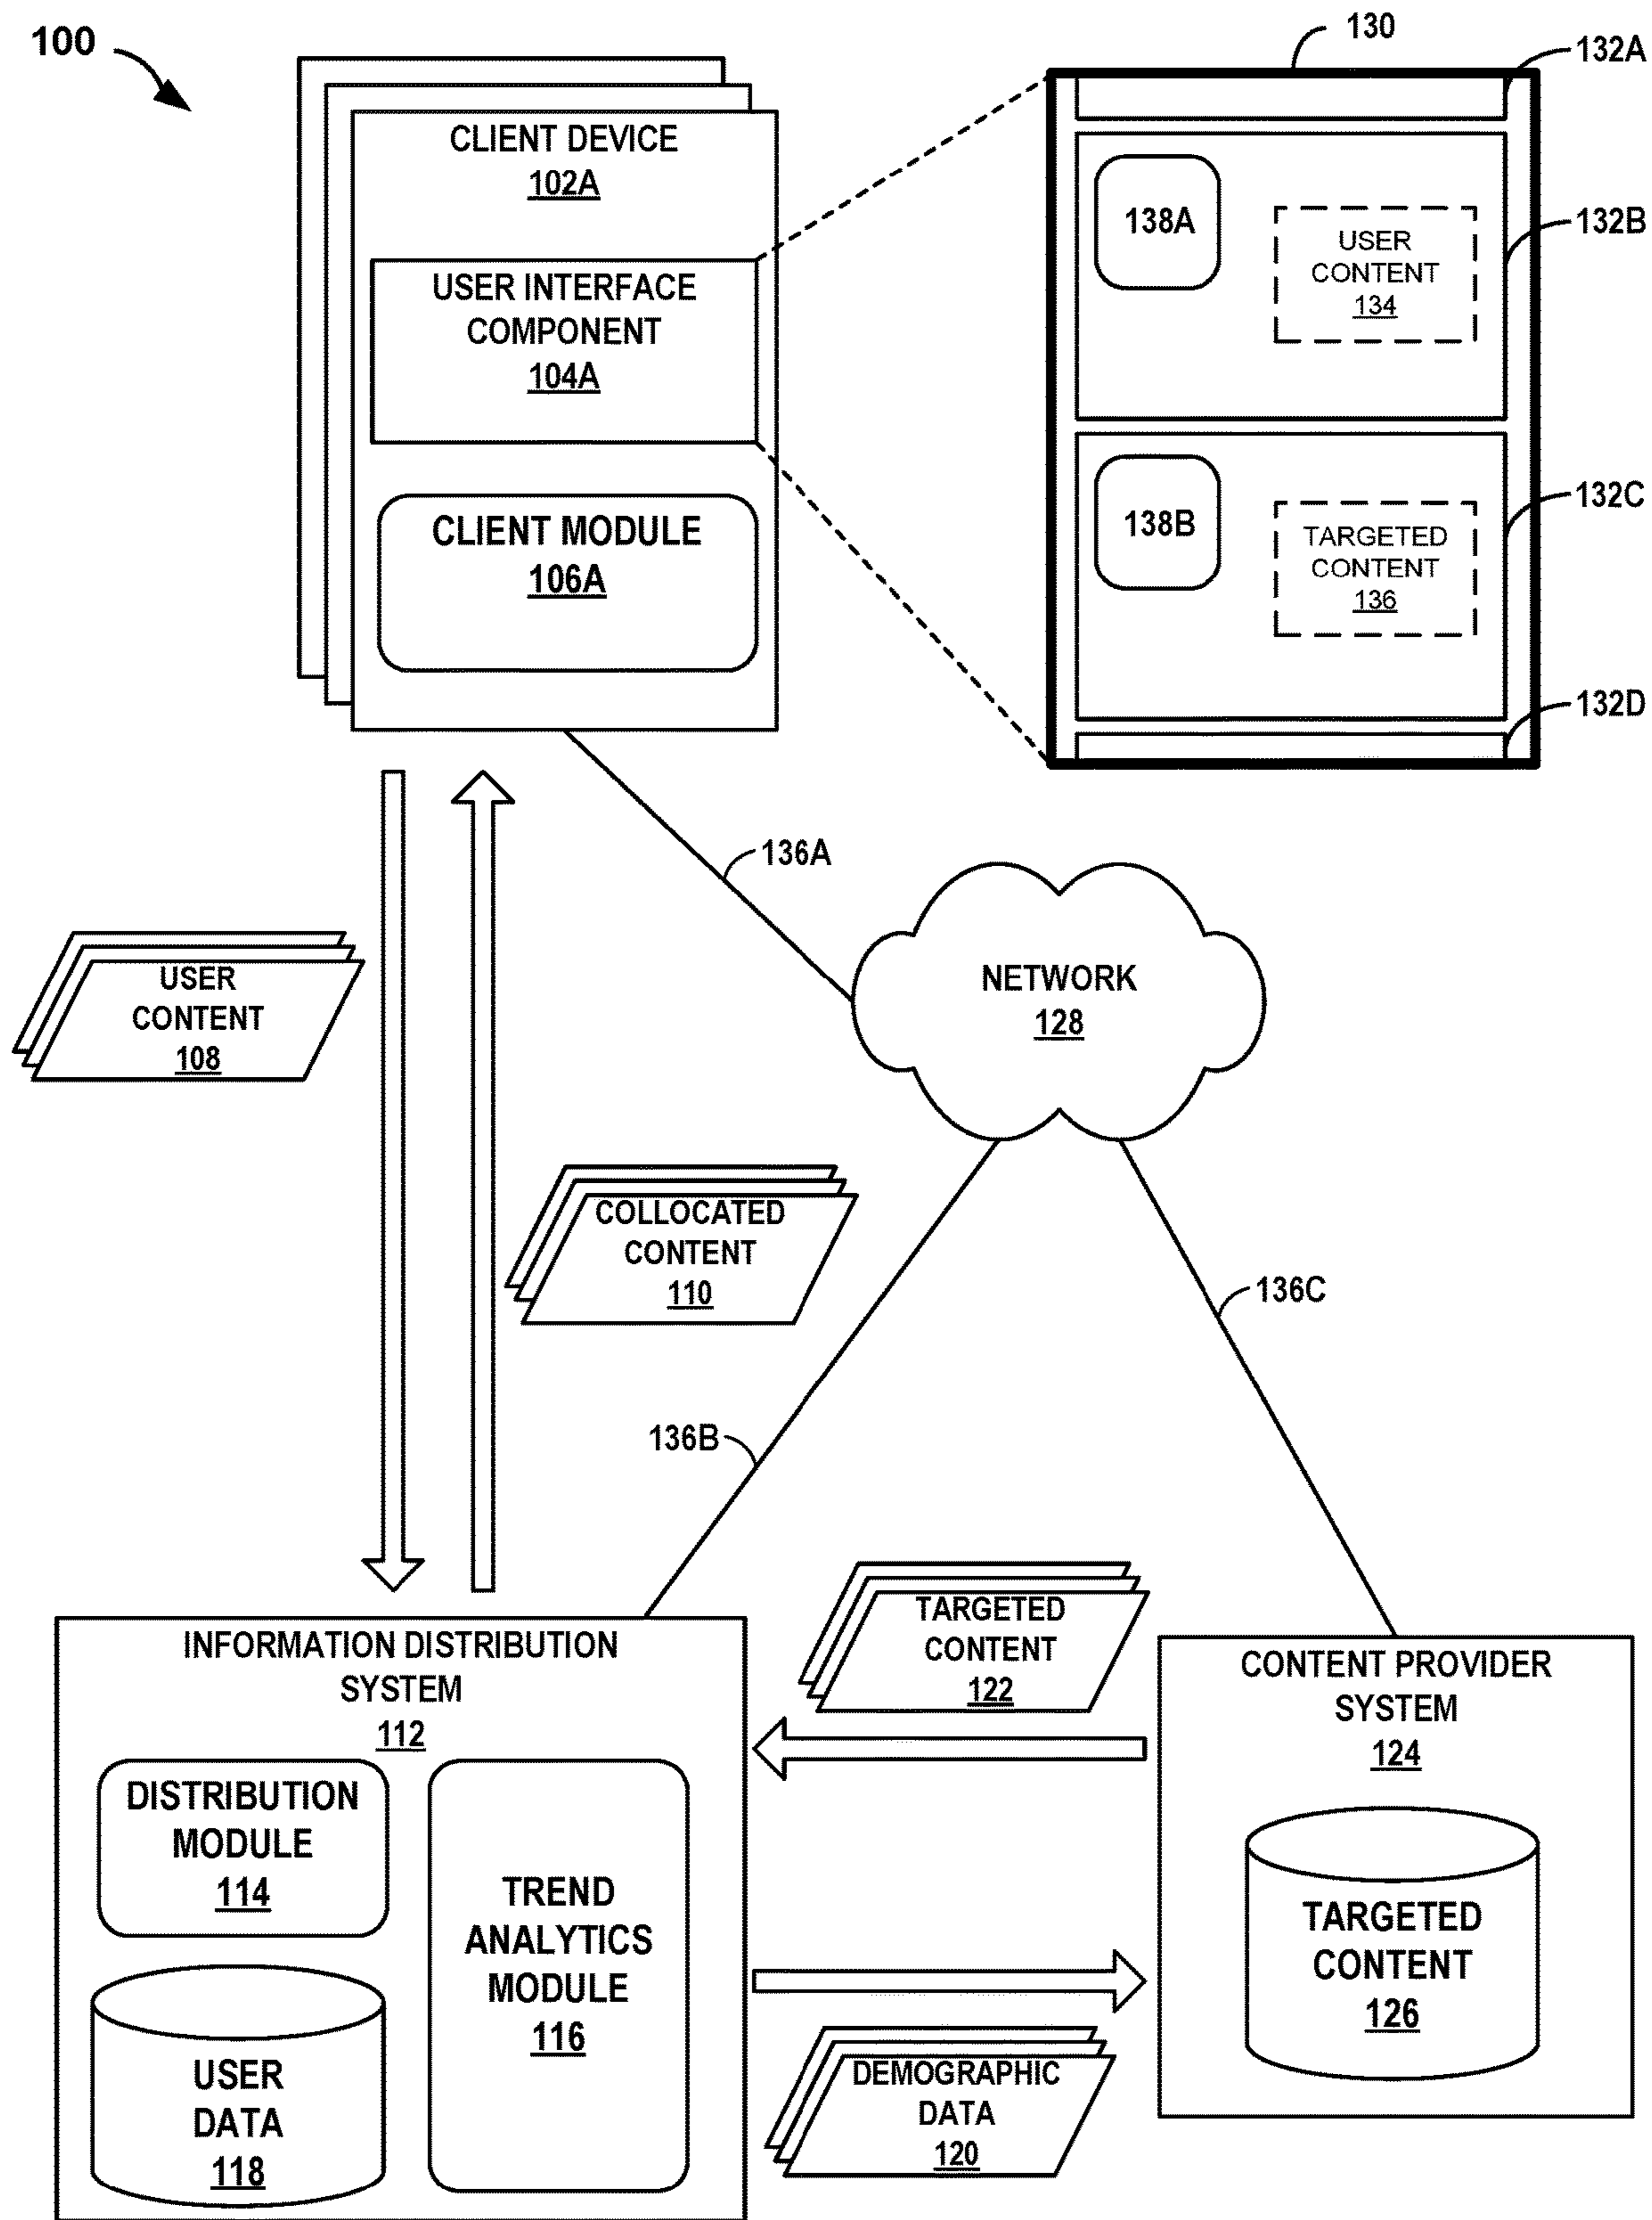 100
CLIENT DEVICE
102A
USER INTERFACE
COMPONENT
104A
CLIENT MODULE
106A
130
132A
138A
USER
CONTENT
134
132B
138B
TARGETED
CONTENT
136
132C
132D
136A
USER
CONTENT
108
NETWORK
128
COLLOCATED
CONTENT
110
136C
136B
INFORMATION DISTRIBUTION
SYSTEM
112
DISTRIBUTION
MODULE
114
TREND
ANALYTICS
MODULE
116
USER
DATA
118
TARGETED
CONTENT
122
DEMOGRAPHIC
DATA
120
CONTENT PROVIDER
SYSTEM
124
TARGETED
CONTENT
126